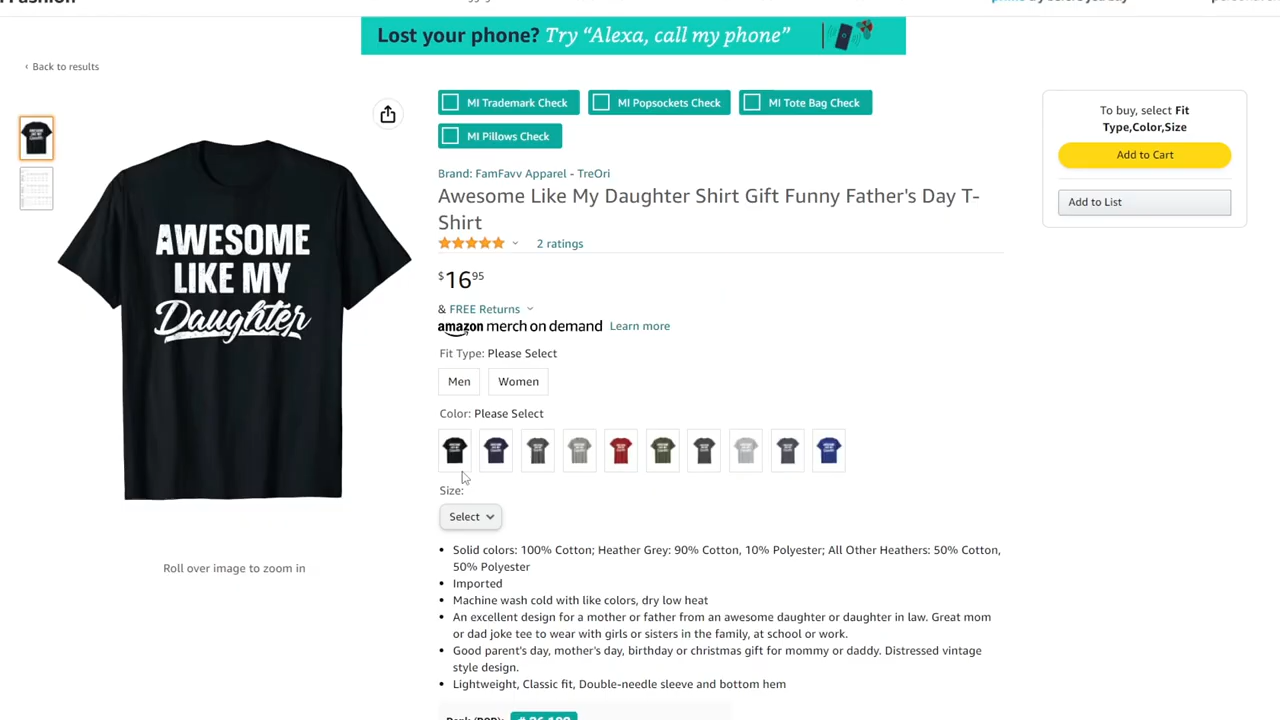 Lost your phone? Try “Alexa, call my phone”
‹ Back to results
MI Trademark Check
MI Popsockets Check
MI Tote Bag Check
MI Pillows Check
Brand: FamFavv Apparel - TreOri
Awesome Like My Daughter Shirt Gift Funny Father's Day T-
Shirt
2 ratings
$16 95
& FREE Returns
amazon merch on demand Learn more
Fit Type: Please Select
Men
Women
Color: Please Select
Size:
Select
• Solid colors: 100% Cotton; Heather Grey: 90% Cotton, 10% Polyester; All Other Heathers: 50% Cotton,
50% Polyester
• Imported
• Machine wash cold with like colors, dry low heat
• An excellent design for a mother or father from an awesome daughter or daughter in law. Great mom
or dad joke tee to wear with girls or sisters in the family, at school or work.
• Good parent's day, mother's day, birthday or christmas gift for mommy or daddy. Distressed vintage
style design.
• Lightweight, Classic fit, Double-needle sleeve and bottom hem
AWESOME
LIKE MY
Daughter
Roll over image to zoom in
To buy, select Fit
Type,Color,Size
Add to Cart
Add to List